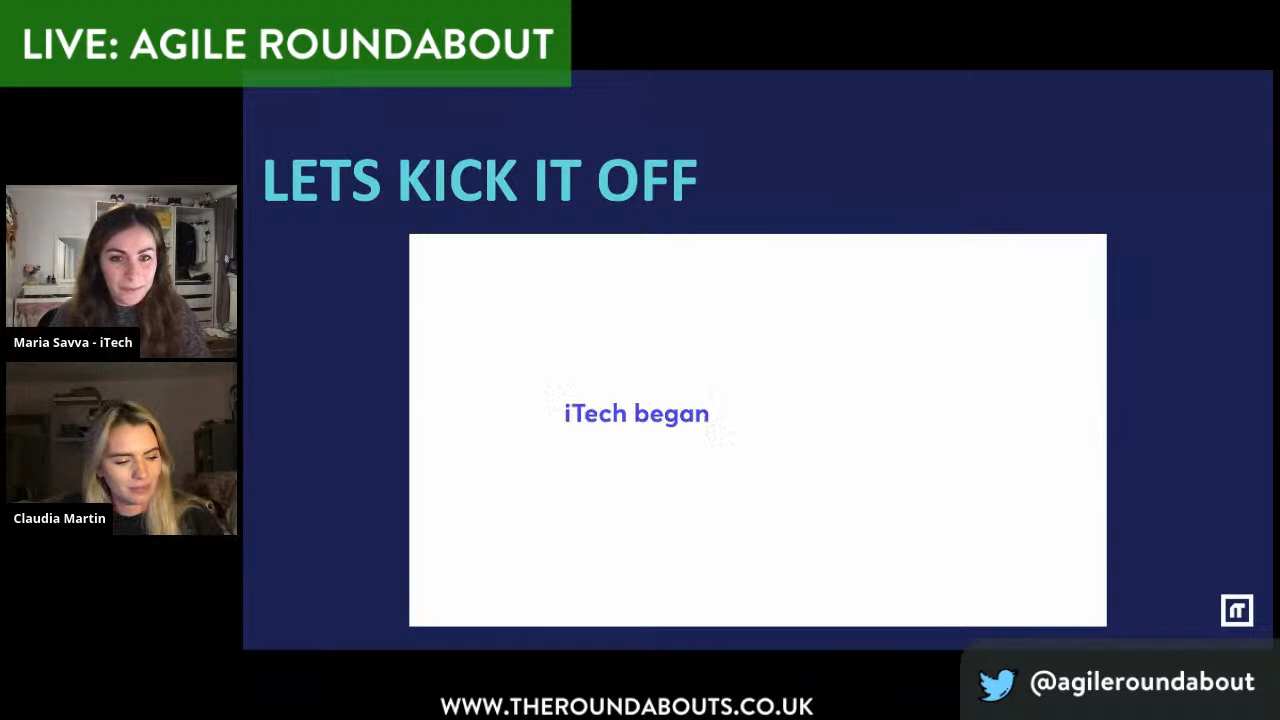 LIVE: AGILE ROUNDABOUT
LETS KICK IT OFF
iTech began
Maria Savva - iTech
Claudia Martin
iT
@agileroundabout
WWW.THEROUNDABOUTS.CO.UK